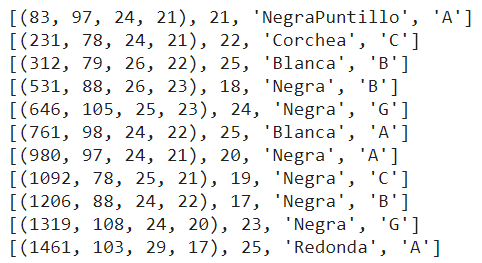 [(83, 97, 24, 21), 21, 'NegraPuntillo', 'A']
[(231, 78, 24, 21), 22, 'Corchea', 'C']
[(312, 79, 26, 22), 25, 'Blanca', 'B']
[(531, 88, 26, 23), 18, 'Negra', 'B']
[(646, 105, 25, 23), 24, 'Negra', 'G']
[(761, 98, 24, 22), 25, 'Blanca', 'A']
[(980, 97, 24, 21), 20, 'Negra', 'A']
[(1092, 78, 25, 21), 19, 'Negra', 'C']
[(1206, 88, 24, 22), 17, 'Negra', 'B']
[(1319, 108, 24, 20), 23, 'Negra', 'G']
[(1461, 103, 29, 17), 25, 'Redonda', 'A']